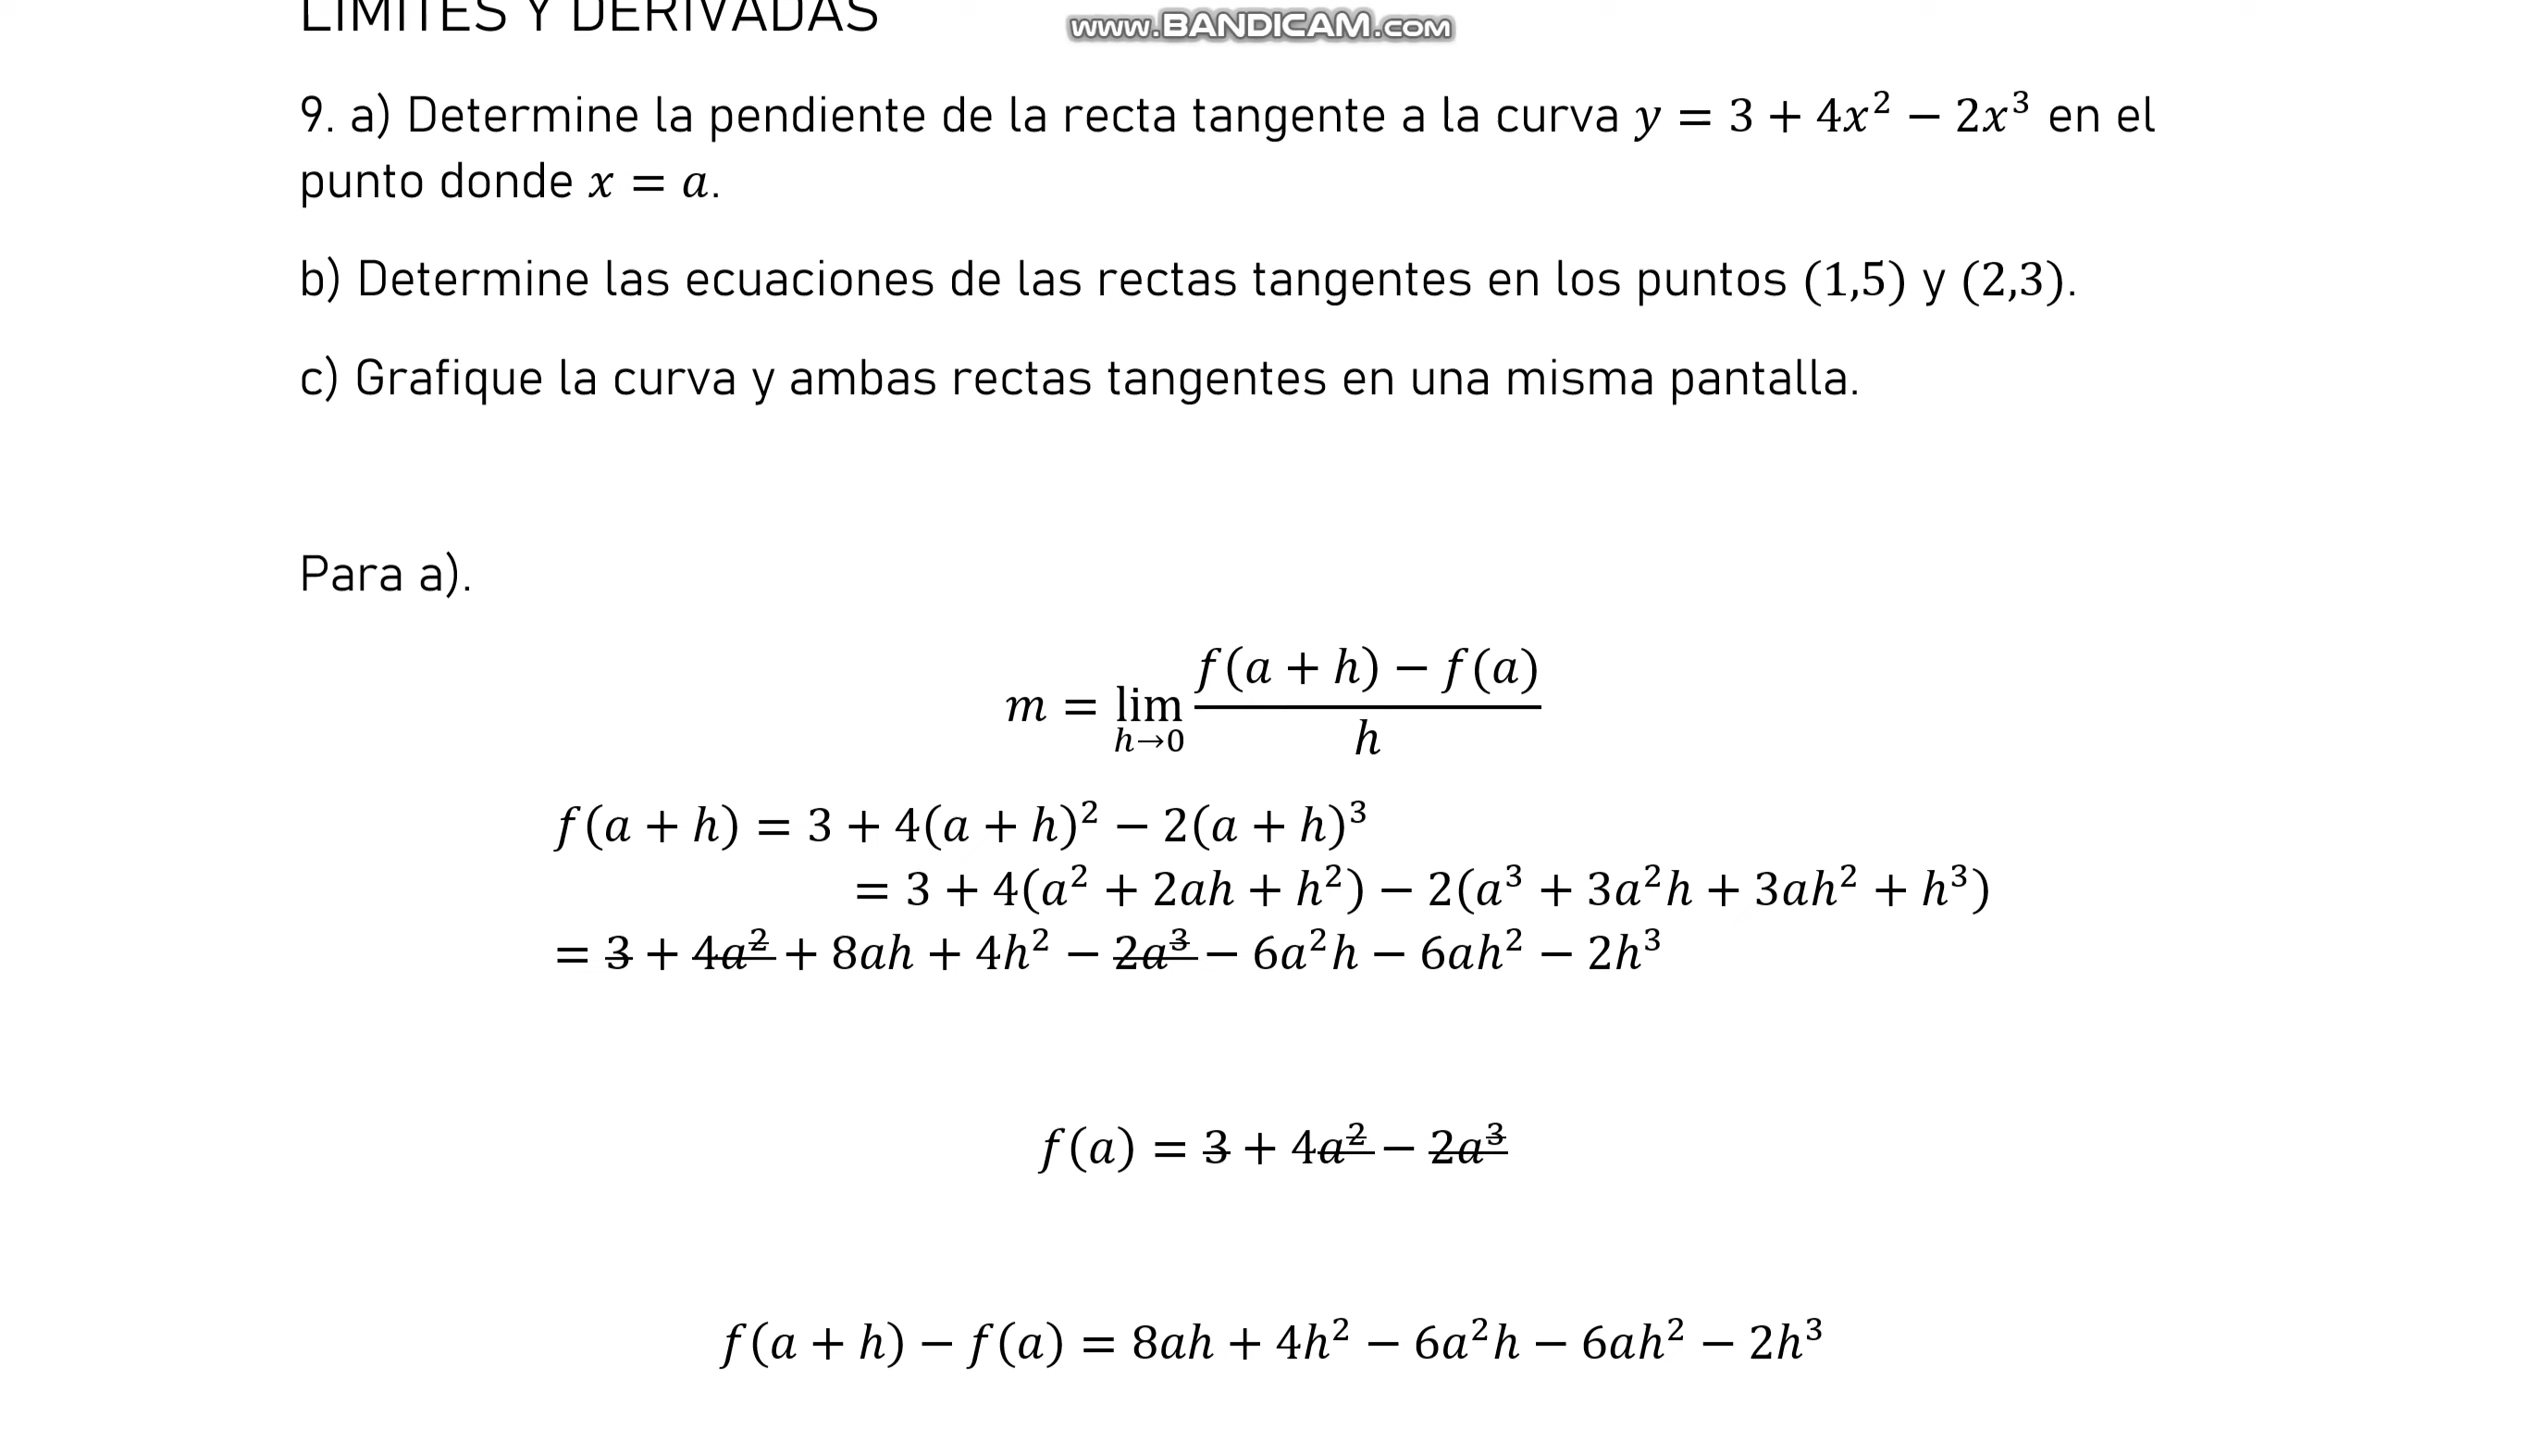 LÍMITES Y DERIVADAS
www.BANDICAM.com
9. a) Determine la pendiente de la recta tangente a la curva y = 3 + 4x² − 2x³ en el
punto donde x = a.
b) Determine las ecuaciones de las rectas tangentes en los puntos (1,5) y (2,3).
c) Grafique la curva y ambas rectas tangentes en una misma pantalla.
Para a).
m = lim h→0 f(a + h) − f(a) / h
f(a + h) = 3 + 4(a + h)² − 2(a + h)³
= 3 + 4(a² + 2ah + h²) − 2(a³ + 3a²h + 3ah² + h³)
= 3 + 4a² + 8ah + 4h² − 2a³ − 6a²h − 6ah² − 2h³
f(a) = 3 + 4a² − 2a³
f(a + h) − f(a) = 8ah + 4h² − 6a²h − 6ah² − 2h³